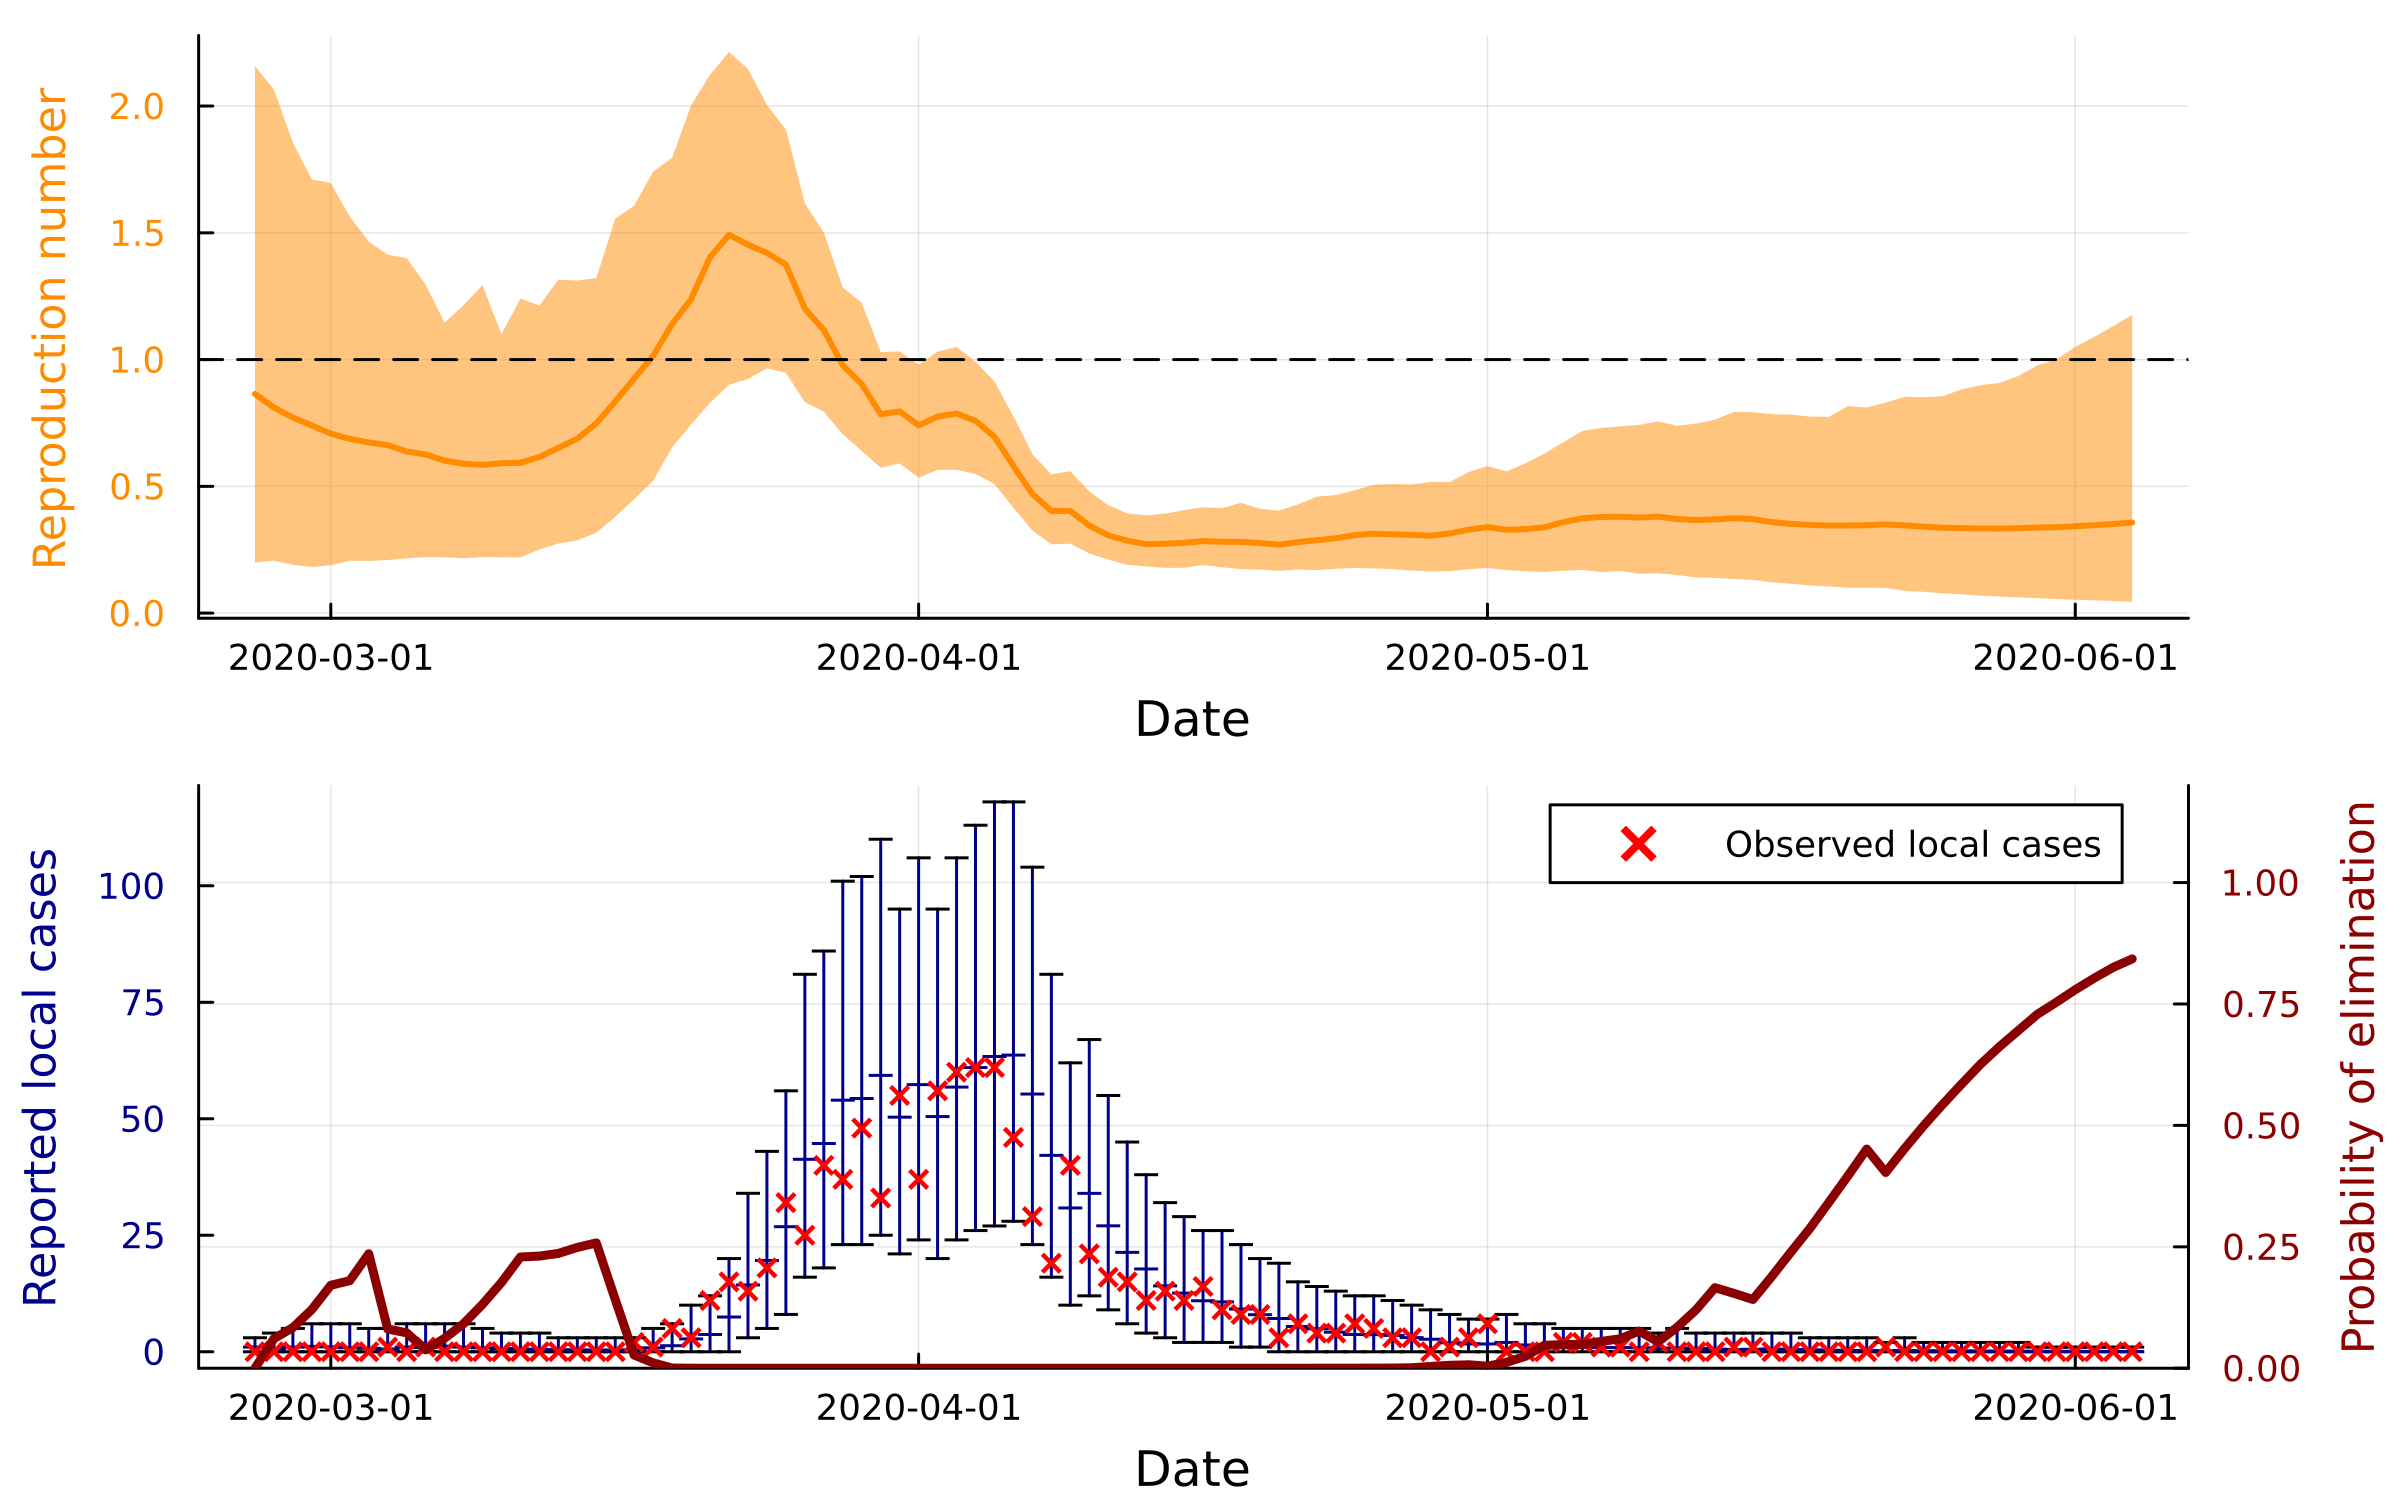 Reproduction number
2.0
1.5
1.0
0.5
0.0
2020-03-01 2020-04-01 2020-05-01 2020-06-01
Date
Reported local cases
100
75
50
25
0
Observed local cases
1.00
0.75
0.50
0.25
0.00
Probability of elimination
2020-03-01 2020-04-01 2020-05-01 2020-06-01
Date